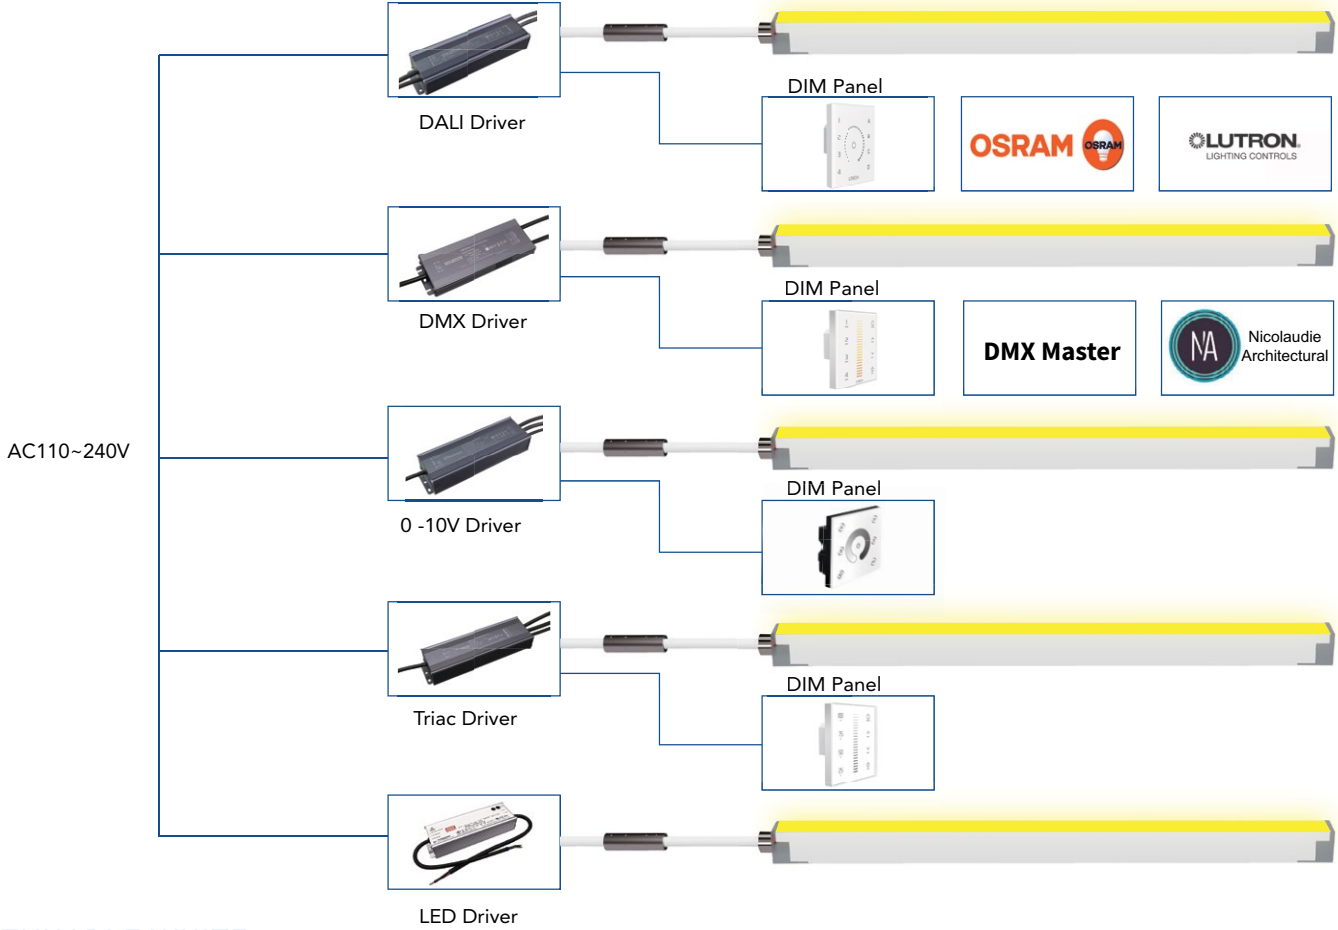 DIM Panel
DALI Driver
OSRAM
OSRAM
LUTRON
LIGHTING CONTROLS
DIM Panel
DMX Driver
DMX Master
NA
Nicolaudie
Architectural
AC110~240V
DIM Panel
0 -10V Driver
DIM Panel
Triac Driver
LED Driver